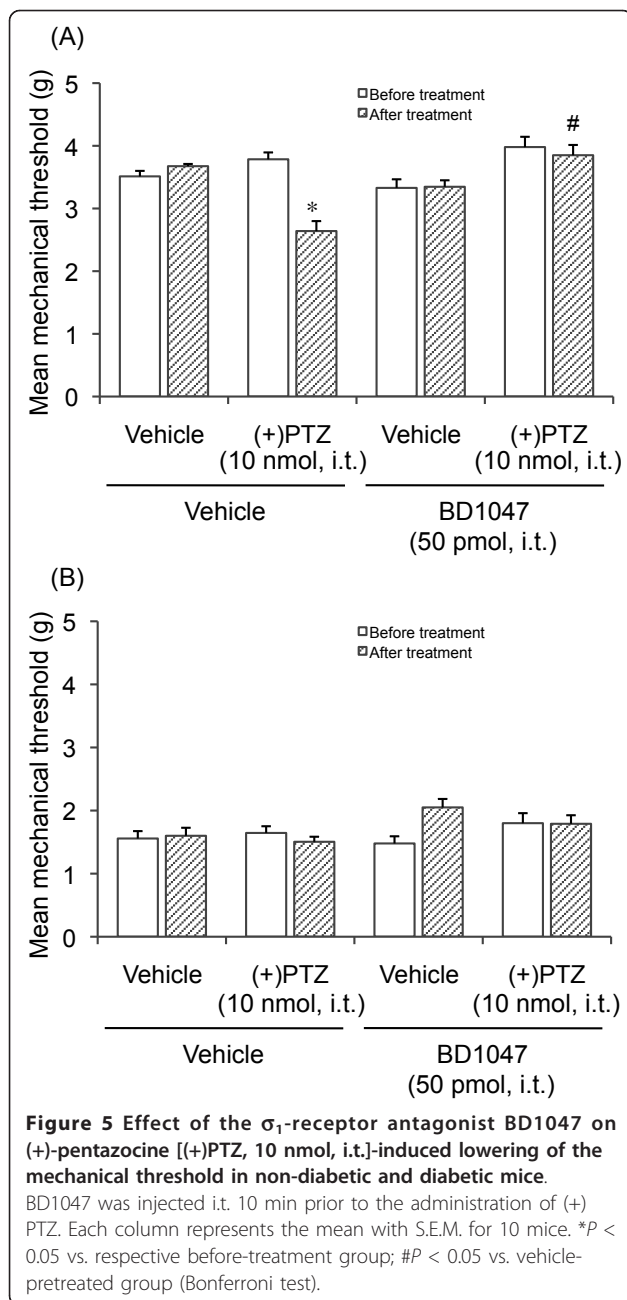 (A)
Mean mechanical threshold (g)
5
4
3
2
1
0
Before treatment
After treatment
*
#
Vehicle (+)PTZ Vehicle (+)PTZ
(10 nmol, i.t.) (10 nmol, i.t.)
Vehicle BD1047
(50 pmol, i.t.)
(B)
Mean mechanical threshold (g)
5
4
3
2
1
0
Before treatment
After treatment
Vehicle (+)PTZ Vehicle (+)PTZ
(10 nmol, i.t.) (10 nmol, i.t.)
Vehicle BD1047
(50 pmol, i.t.)
Figure 5 Effect of the σ₁-receptor antagonist BD1047 on
(+)-pentazocine [(+)PTZ, 10 nmol, i.t.]-induced lowering of the
mechanical threshold in non-diabetic and diabetic mice.
BD1047 was injected i.t. 10 min prior to the administration of (+)
PTZ. Each column represents the mean with S.E.M. for 10 mice. *P <
0.05 vs. respective before-treatment group; #P < 0.05 vs. vehicle-
pretreated group (Bonferroni test).